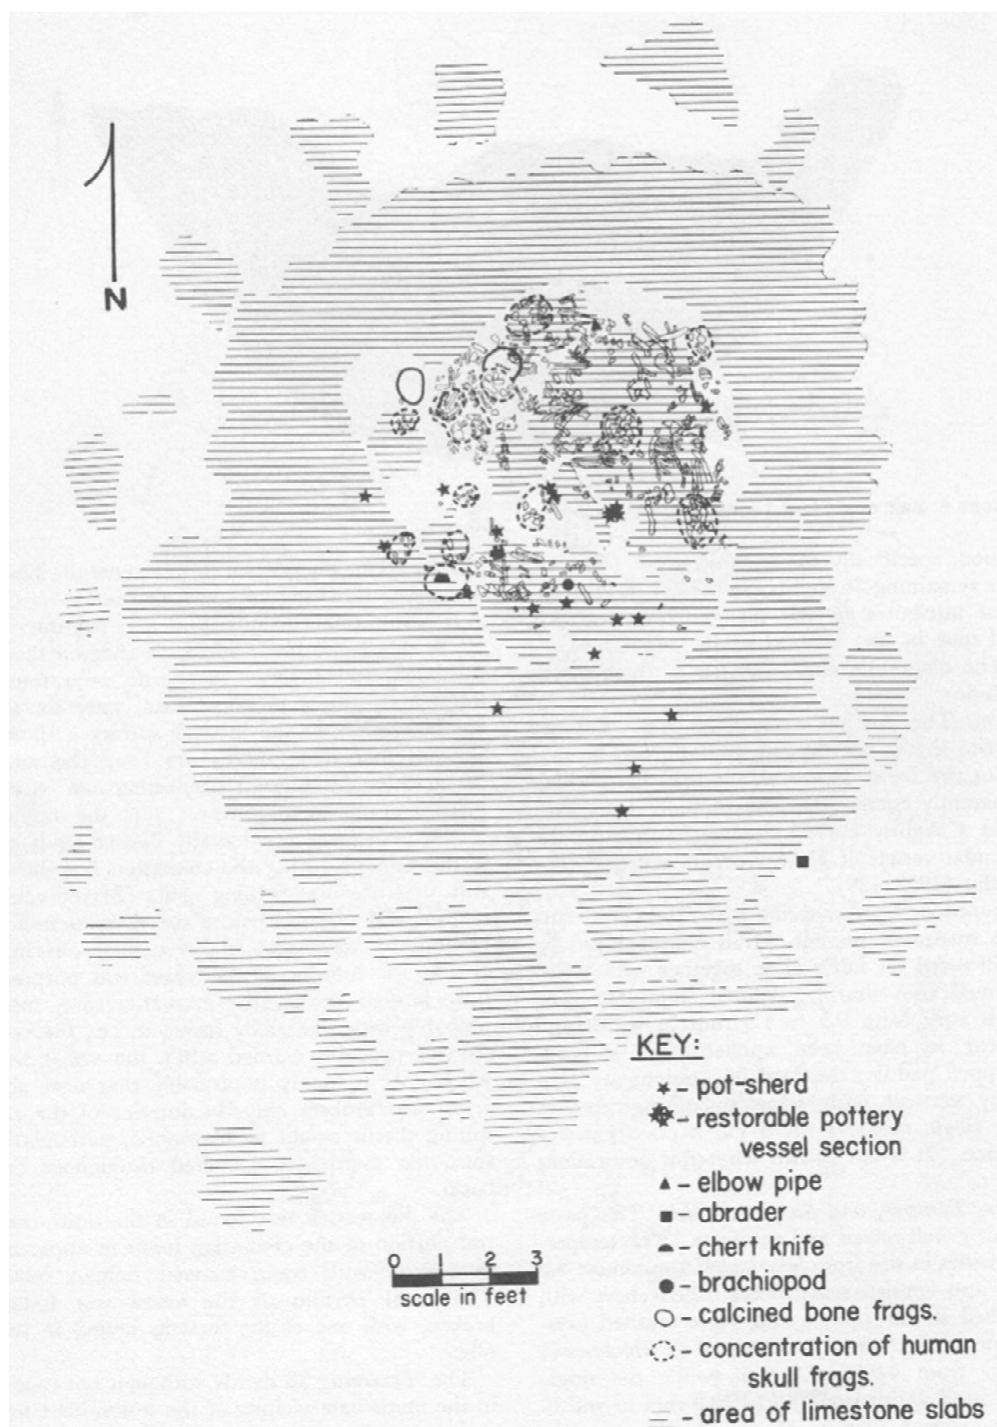 N
KEY:
- pot-sherd
- restorable pottery
vessel section
- elbow pipe
- abrader
- chert knife
- brachiopod
- calcined bone frags.
- concentration of human
skull frags.
- area of limestone slabs
0 1 2 3
scale in feet